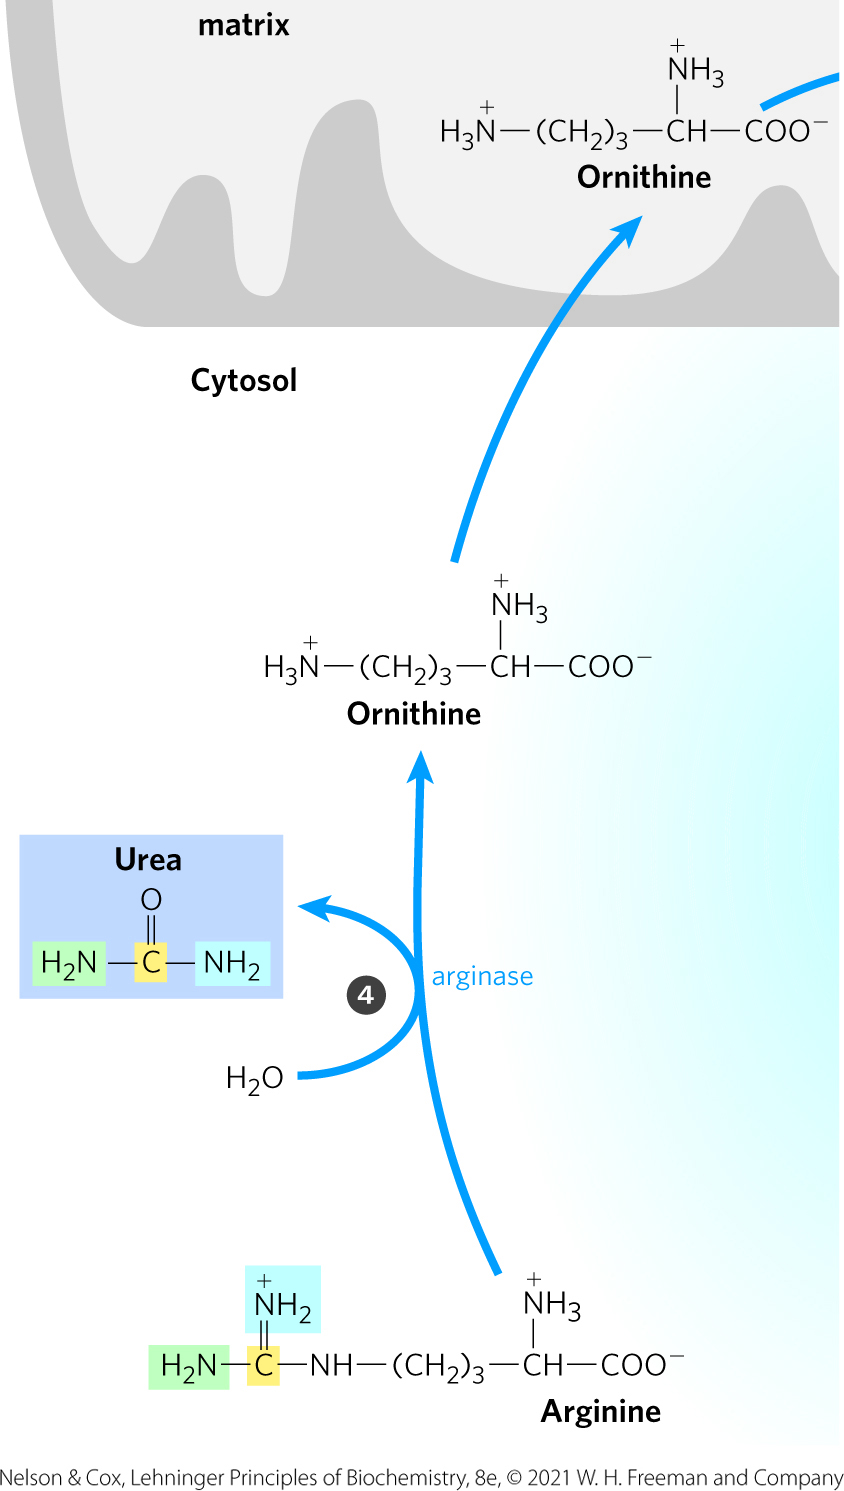 matrix
+
NH3
+
H3N—(CH2)3—CH—COO−
Ornithine
Cytosol
+
NH3
+
H3N—(CH2)3—CH—COO−
Ornithine
Urea
O
H2N—C—NH2
arginase
4
H2O
+
NH2
+
NH3
H2N—C—NH—(CH2)3—CH—COO−
Arginine
Nelson & Cox, Lehninger Principles of Biochemistry, 8e, © 2021 W. H. Freeman and Company